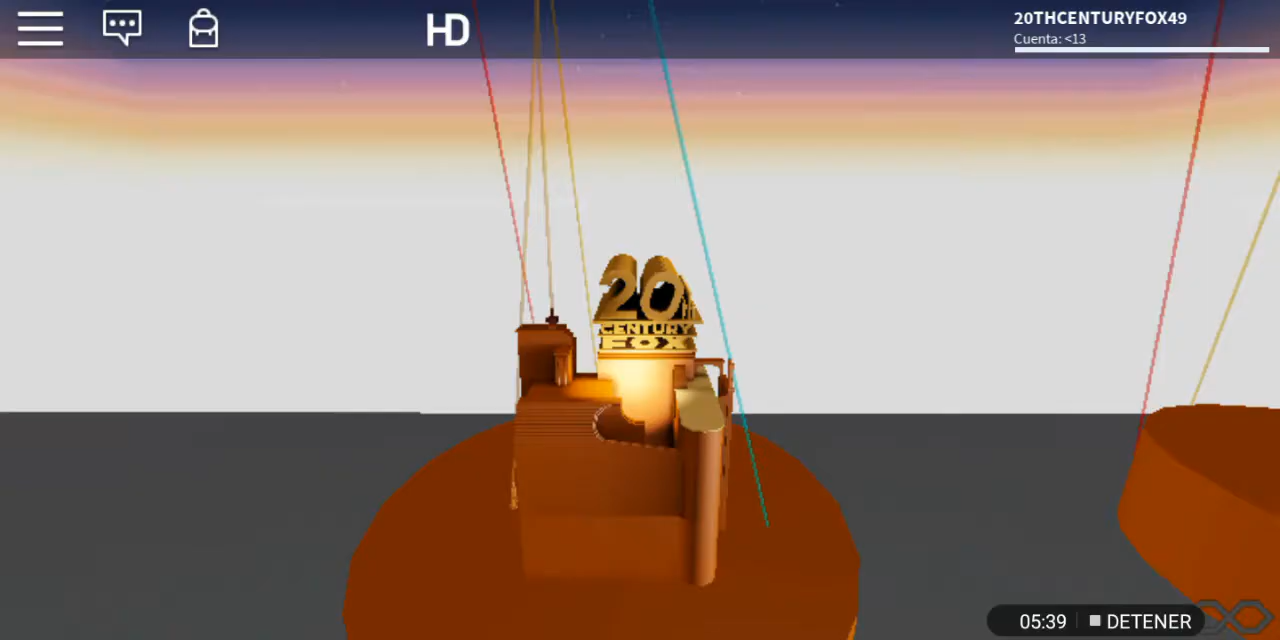 HD
20THCENTURYFOX49
Cuenta: <13
20th
CENTURY
FOX
05:39 DETENER